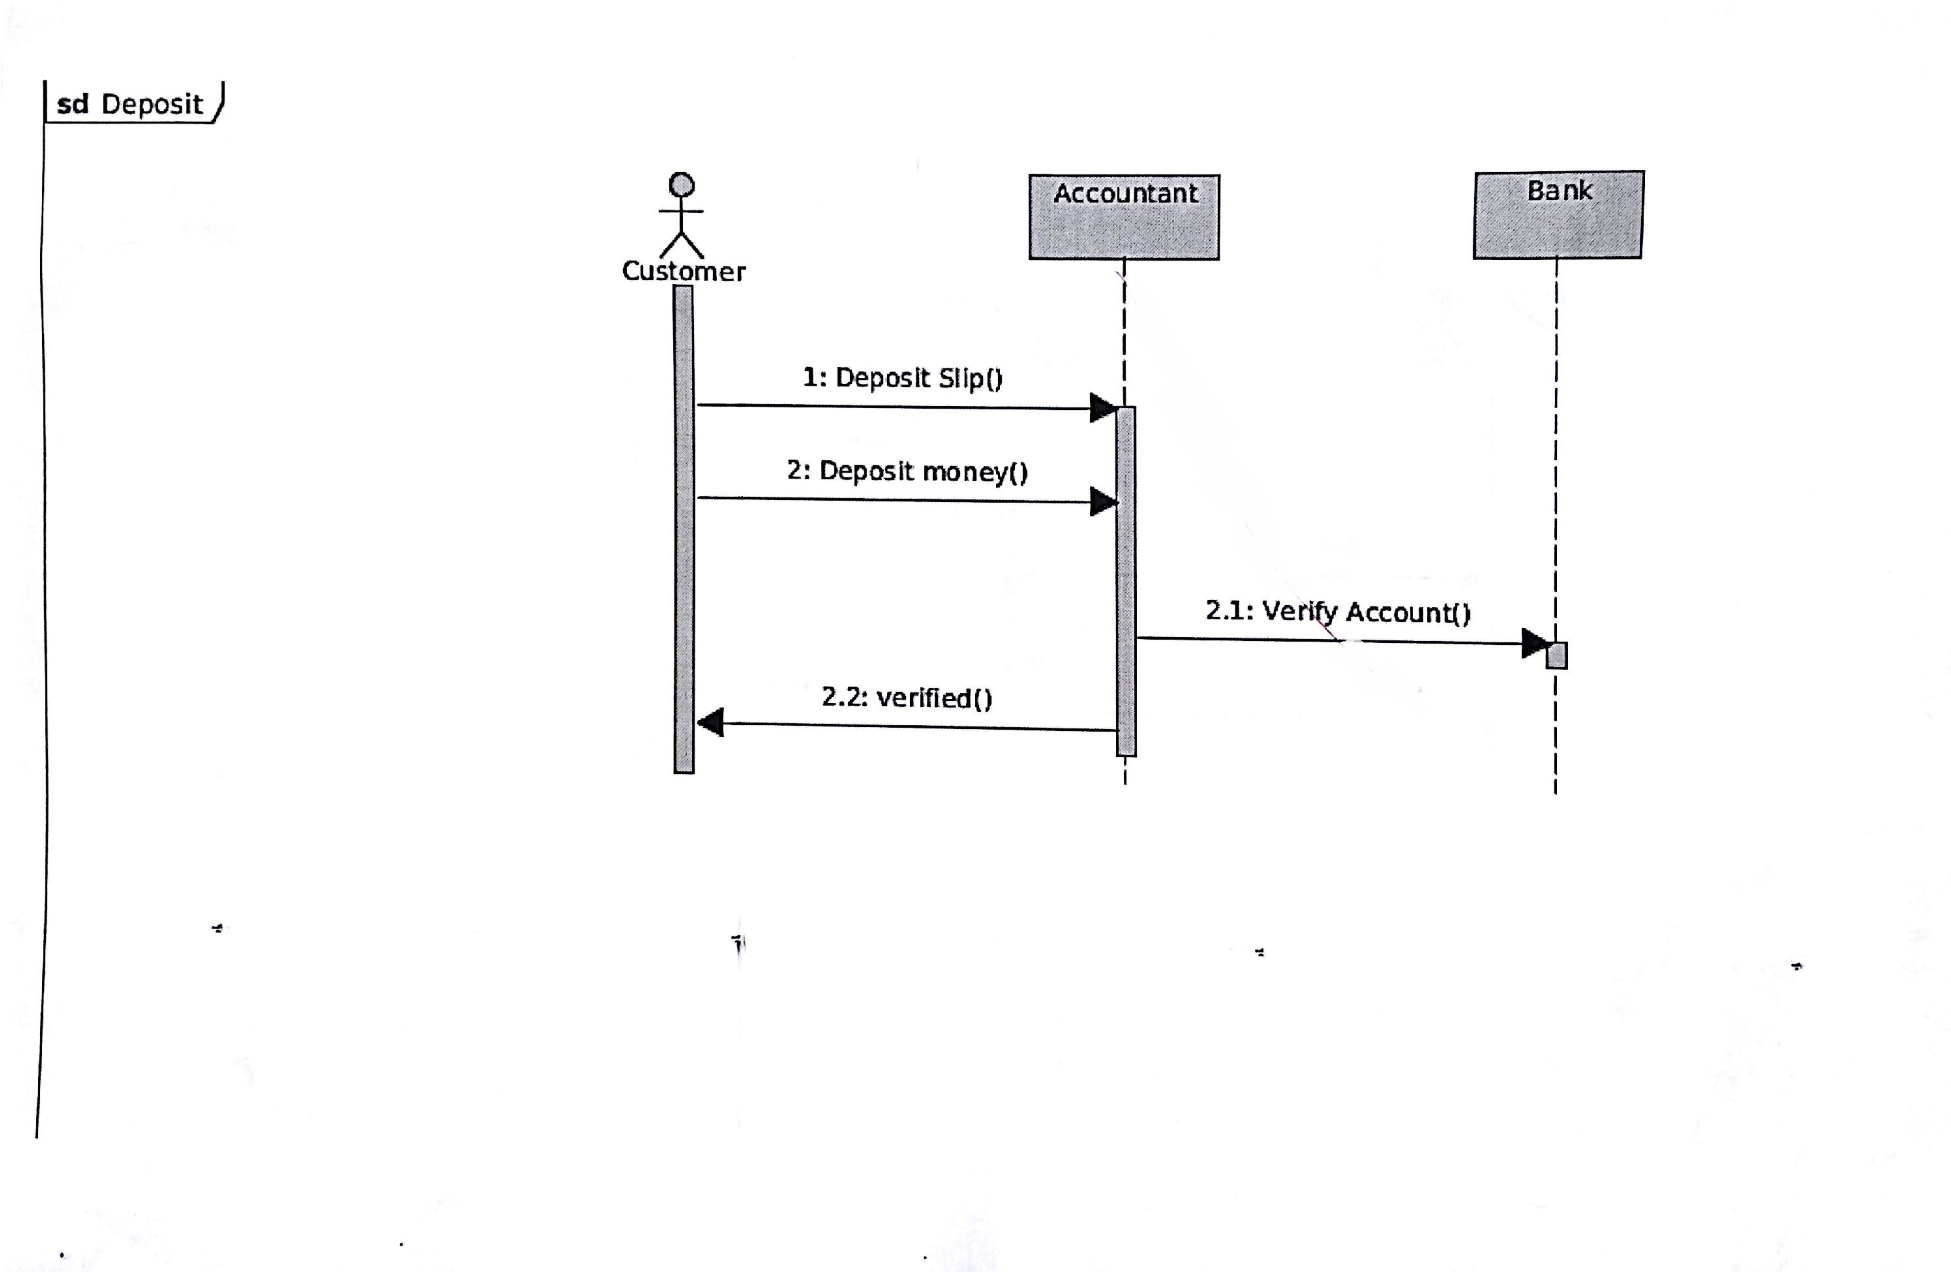 sd Deposit
Customer
Accountant
Bank
1: Deposit Slip()
2: Deposit money()
2.1: Verify Account()
2.2: verified()